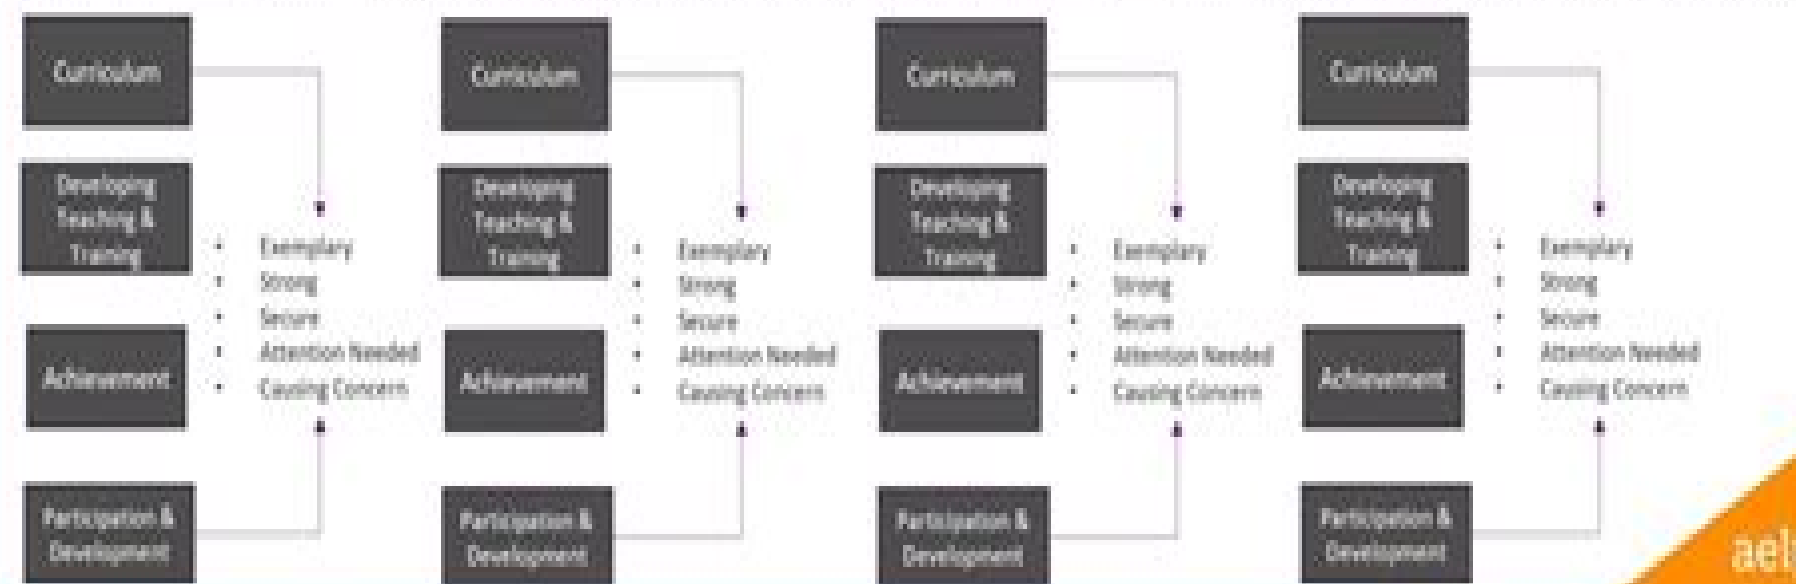 Curriculum
Developing
Teaching &
Training
Achievement
Participation &
Development
• Exemplary
• Strong
• Secure
• Attention Needed
• Causing Concern
Curriculum
Developing
Teaching &
Training
Achievement
Participation &
Development
• Exemplary
• Strong
• Secure
• Attention Needed
• Causing Concern
Curriculum
Developing
Teaching &
Training
Achievement
Participation &
Development
• Exemplary
• Strong
• Secure
• Attention Needed
• Causing Concern
Curriculum
Developing
Teaching &
Training
Achievement
Participation &
Development
• Exemplary
• Strong
• Secure
• Attention Needed
• Causing Concern